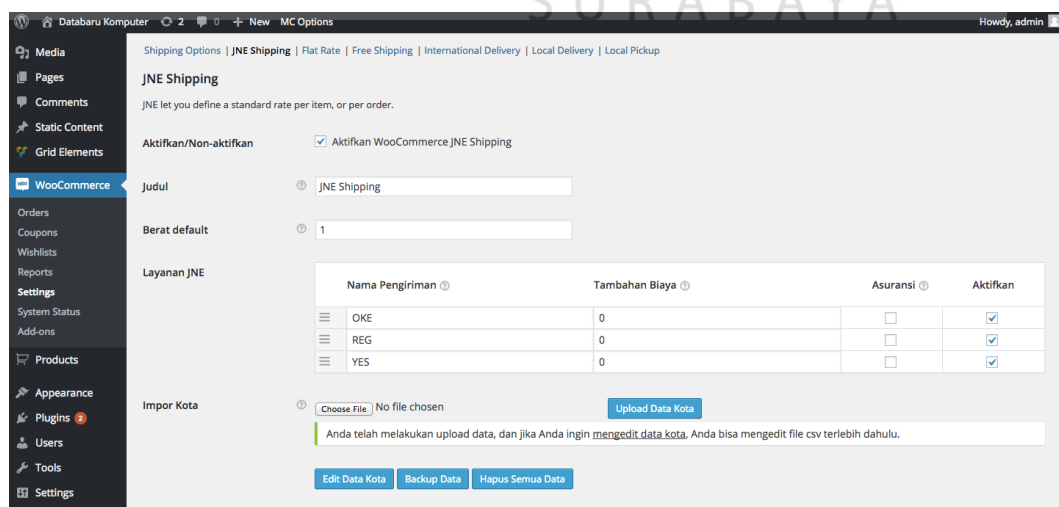 SURABAYA
Databaru Komputer 2 0 + New MC Options Howdy, admin
Media
Pages
Comments
Static Content
Grid Elements
WooCommerce
Orders
Coupons
Wishlists
Reports
Settings
System Status
Add-ons
Products
Appearance
Plugins 2
Users
Tools
Settings
Shipping Options | JNE Shipping | Flat Rate | Free Shipping | International Delivery | Local Delivery | Local Pickup
JNE Shipping
JNE let you define a standard rate per item, or per order.
Aktifkan/Non-aktifkan Aktifkan WooCommerce JNE Shipping
Judul JNE Shipping
Berat default 1
Layanan JNE
Nama Pengiriman Tambahan Biaya Asuransi Aktifkan
OKE 0
REG 0
YES 0
Impor Kota Choose File No file chosen Upload Data Kota
Anda telah melakukan upload data, dan jika Anda ingin mengedit data kota, Anda bisa mengedit file csv terlebih dahulu.
Edit Data Kota Backup Data Hapus Semua Data